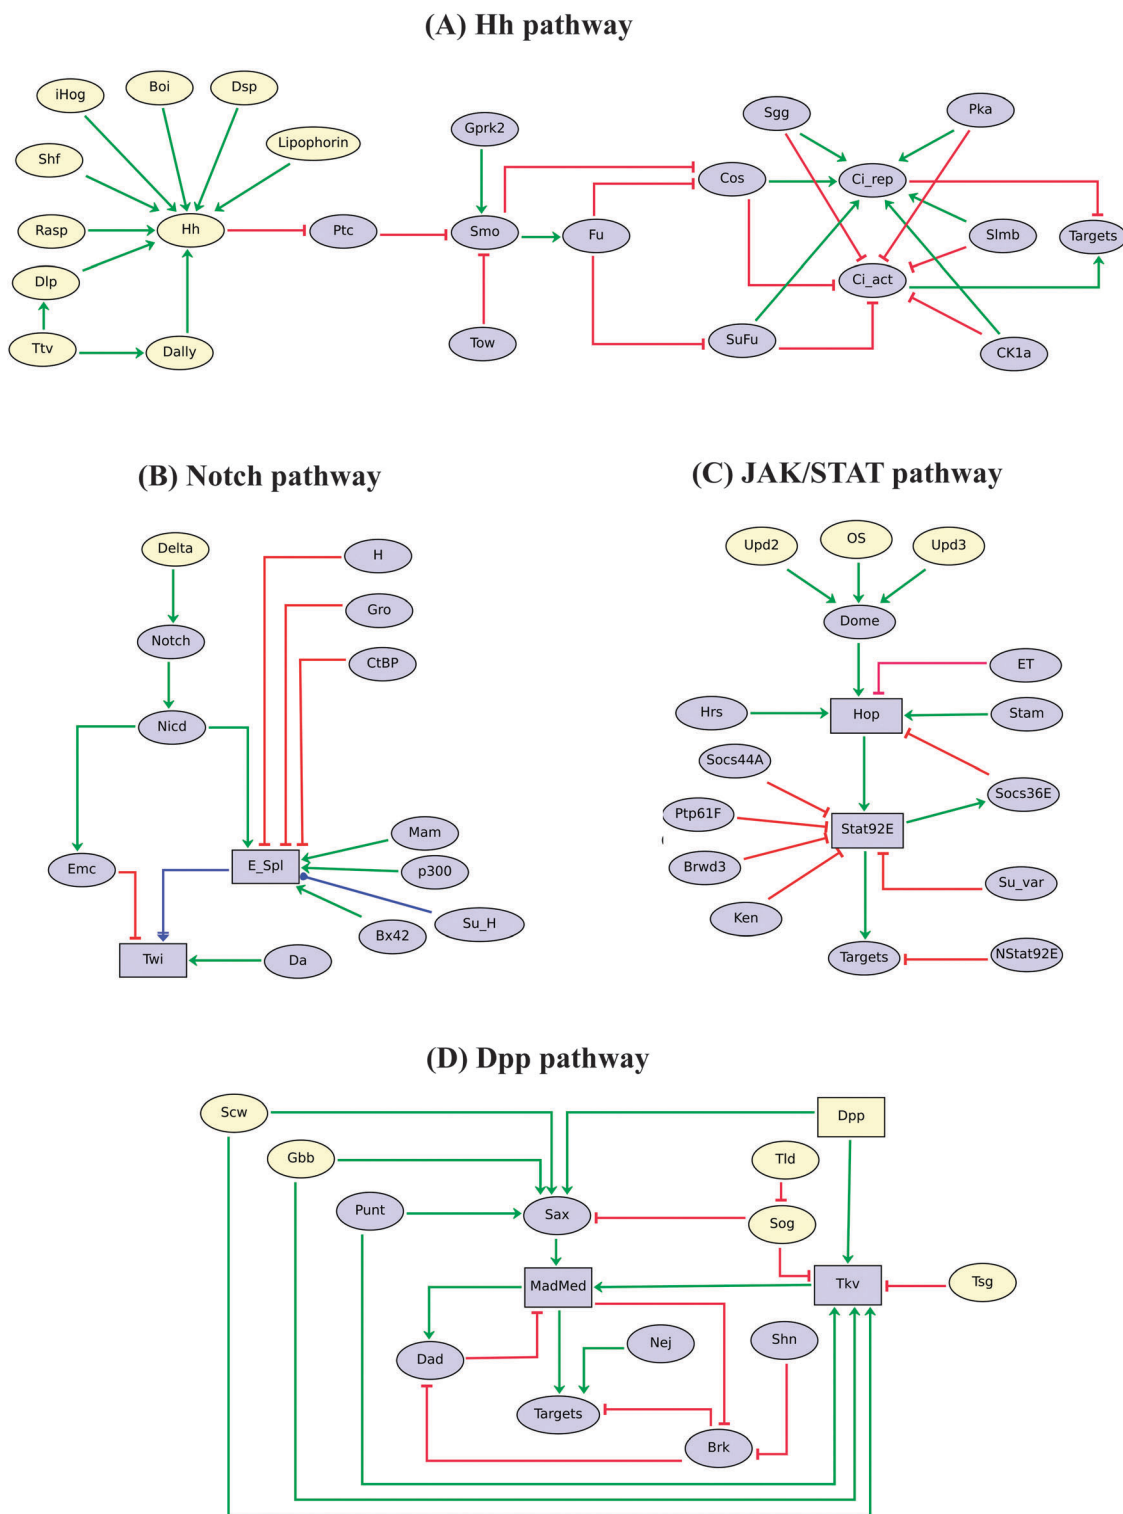 (A) Hh pathway
iHog
Boi
Dsp
Lipophorin
Shf
Rasp
Hh
Dlp
Ttv
Dally
Ptc
Gprk2
Smo
Tow
Fu
Cos
SuFu
Sgg
Pka
Ci_rep
Ci_act
Slmb
CK1a
Targets
(B) Notch pathway
Delta
Notch
Nicd
H
Gro
CtBP
Emc
E_Spl
Mam
p300
Su_H
Bx42
Twi
Da
(C) JAK/STAT pathway
Upd2
OS
Upd3
Dome
ET
Hrs
Hop
Stam
Socs44A
Socs36E
Ptp61F
Stat92E
Brwd3
Su_var
Ken
Targets
NStat92E
(D) Dpp pathway
Scw
Dpp
Gbb
Tld
Punt
Sax
Sog
MadMed
Tkv
Tsg
Dad
Nej
Shn
Targets
Brk